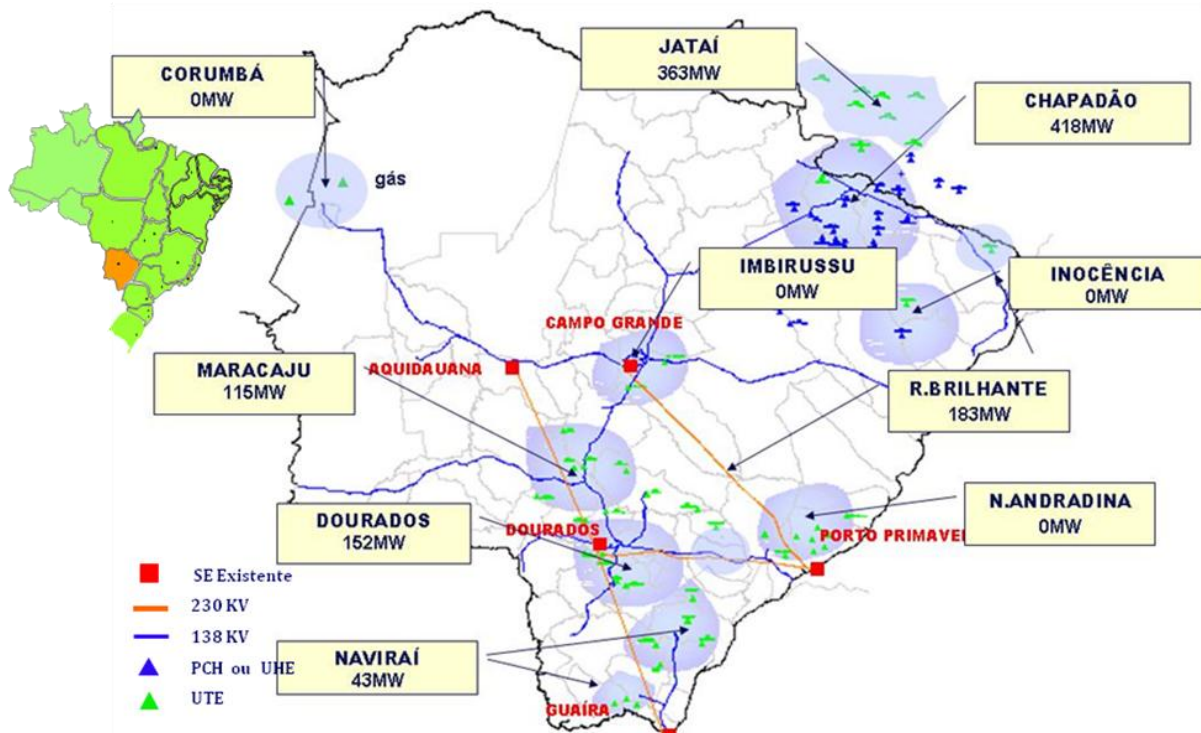 JATAÍ
363MW
CORUMBÁ
0MW
CHAPADÃO
418MW
gás
IMBIRUSSU
0MW
INOCÊNCIA
0MW
CAMPO GRANDE
MARACAJU
115MW
AQUIDAUANA
R.BRILHANTE
183MW
N.ANDRADINA
0MW
DOURADOS
152MW
DOURADOS
PORTO PRIMAVE
SE Existente
230 KV
138 KV
PCH ou UHE
UTE
NAVIRAÍ
43MW
GUAÍRA